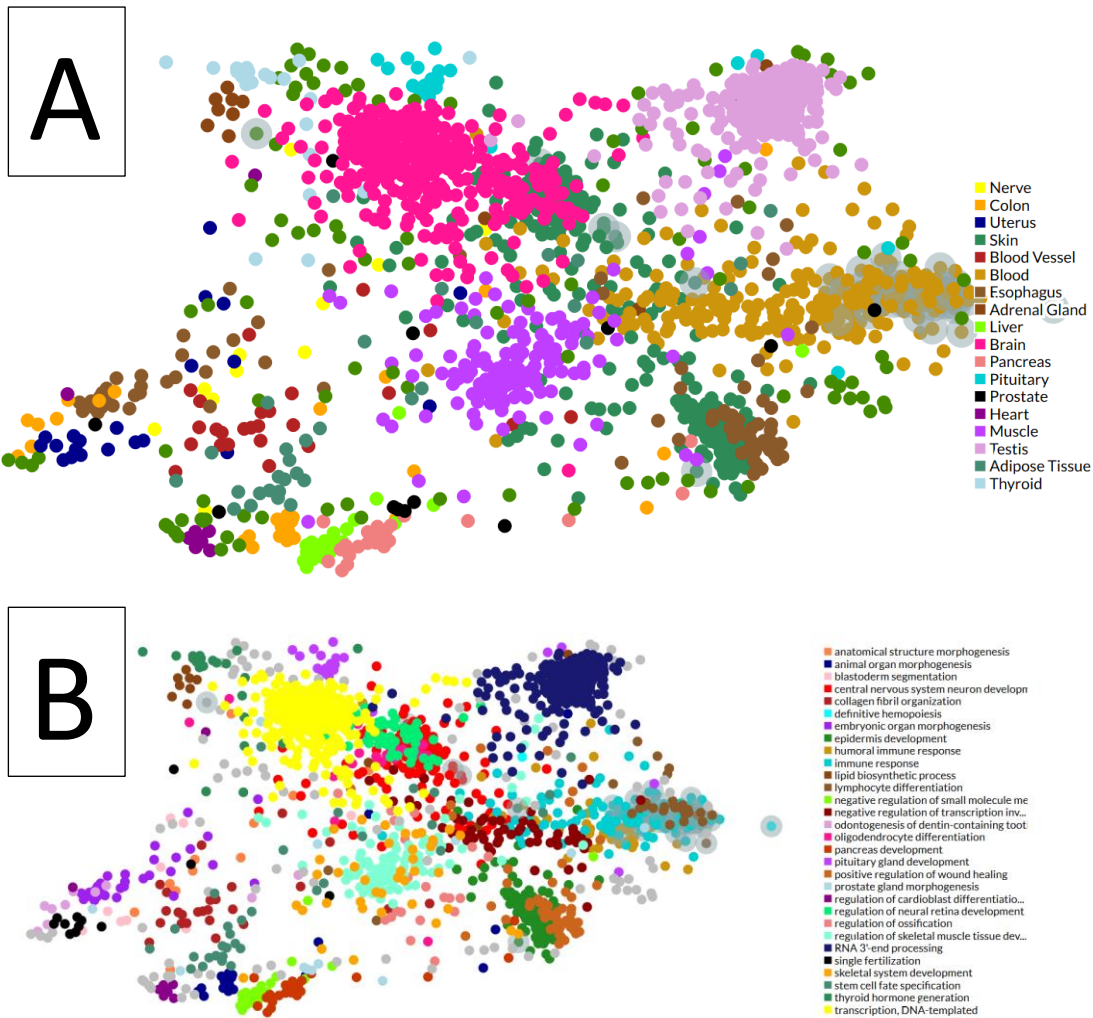 A
Nerve
Colon
Uterus
Skin
Blood Vessel
Blood
Esophagus
Adrenal Gland
Liver
Brain
Pancreas
Pituitary
Prostate
Heart
Muscle
Testis
Adipose Tissue
Thyroid
B
anatomical structure morphogenesis
animal organ morphogenesis
blastoderm segmentation
central nervous system neuron developm
collagen fibril organization
definitive hemopoiesis
embryonic organ morphogenesis
epidermis development
humoral immune response
immune response
lipid biosynthetic process
lymphocyte differentiation
negative regulation of small molecule me
negative regulation of transcription inv...
odontogenesis of dentin-containing toot
oligodendrocyte differentiation
pancreas development
pituitary gland development
positive regulation of wound healing
prostate gland morphogenesis
regulation of cardioblast differentiatio...
regulation of neural retina development
regulation of ossification
regulation of skeletal muscle tissue dev...
RNA 3'-end processing
single fertilization
skeletal system development
stem cell fate specification
thyroid hormone generation
transcription, DNA-templated